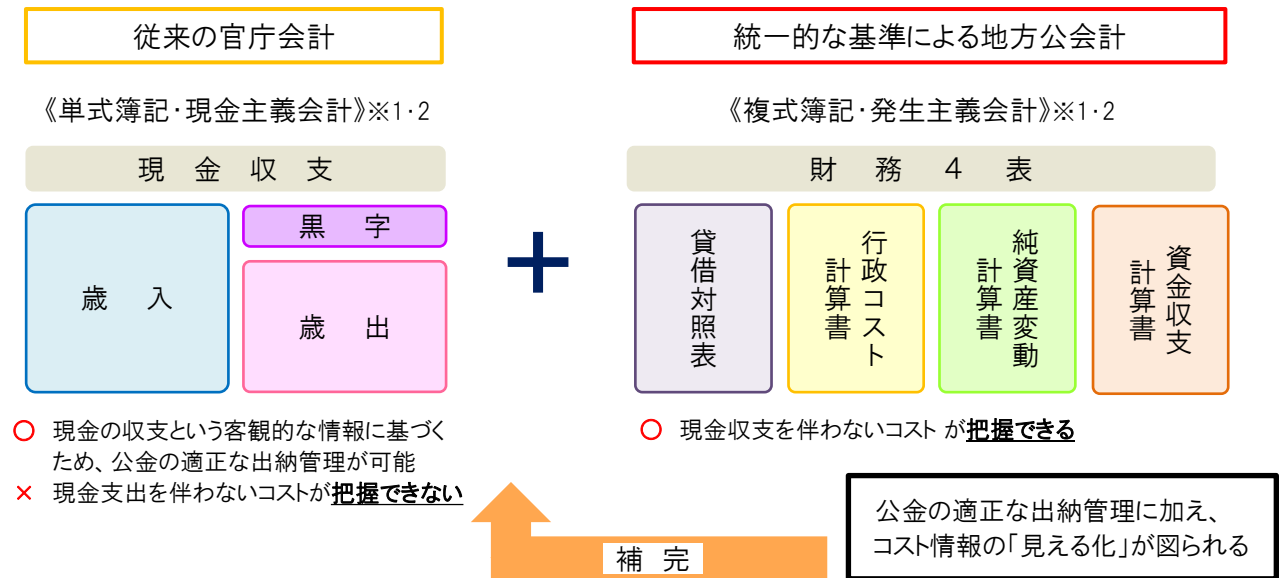 従来の官庁会計
《単式簿記・現金主義会計》※1・2
現金収支
歳入
黒字
歳出
○ 現金の収支という客観的な情報に基づく
ため、公金の適正な出納管理が可能
× 現金支出を伴わないコストが把握できない
＋
統一的な基準による地方公会計
《複式簿記・発生主義会計》※1・2
財務４表
貸借対照表
行政コスト
計算書
純資産変動
計算書
資金収支
計算書
○ 現金収支を伴わないコスト が把握できる
補完
公金の適正な出納管理に加え、
コスト情報の「見える化」が図られる